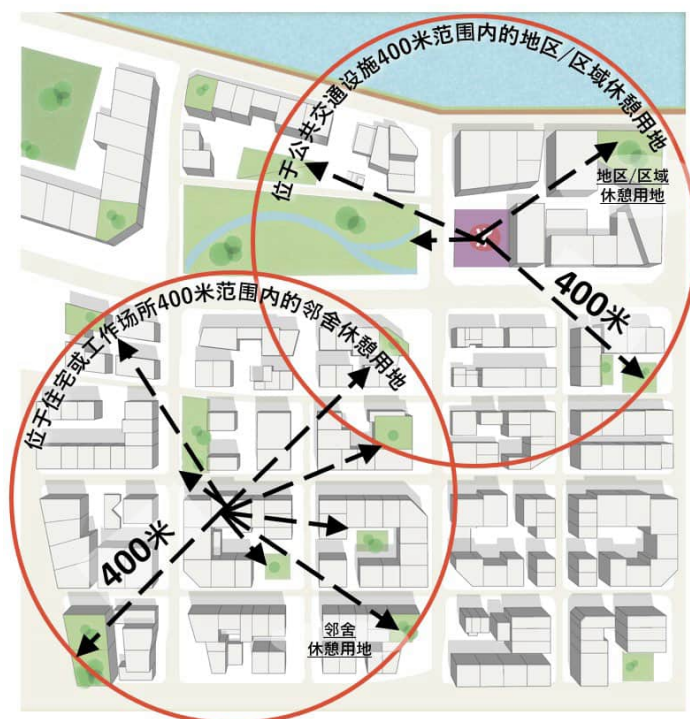 位于公共交通设施400米范围内的地区/区域休憩用地
地区/区域
休憩用地
400米
位于住宅或工作场所400米范围内的邻舍休憩用地
400米
邻舍
休憩用地